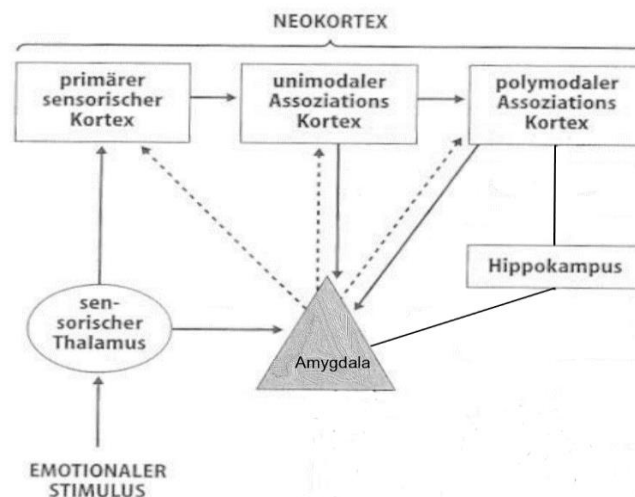 NEOKORTEX
primärer
sensorischer
Kortex
unimodaler
Assoziations
Kortex
polymodaler
Assoziations
Kortex
Hippokampus
sen-
sorischer
Thalamus
Amygdala
EMOTIONALER
STIMULUS